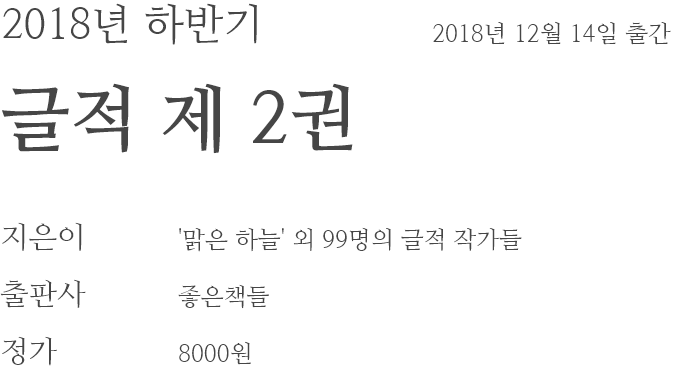 2018년 하반기
2018년 12월 14일 출간
글적 제 2권
지은이 '맑은 하늘' 외 99명의 글적 작가들
출판사 좋은책들
정가 8000원